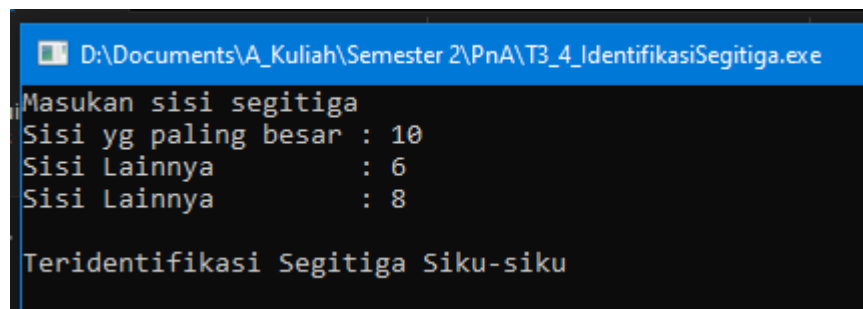 D:\Documents\A_Kuliah\Semester 2\PnA\T3_4_IdentifikasiSegitiga.exe
Masukan sisi segitiga
Sisi yg paling besar : 10
Sisi Lainnya         : 6
Sisi Lainnya         : 8
Teridentifikasi Segitiga Siku-siku